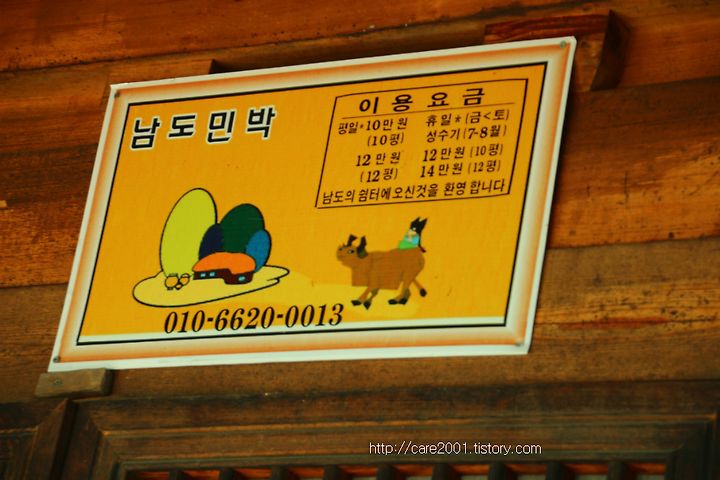 남도민박
이용요금
평일*10만원 휴일*(금<토)
(10평) 성수기(7-8월)
12만원 12만원(10평)
(12평) 14만원(12평)
남도의 쉼터에 오신것을 환영합니다
010-6620-0013
http://care2001.tistory.com